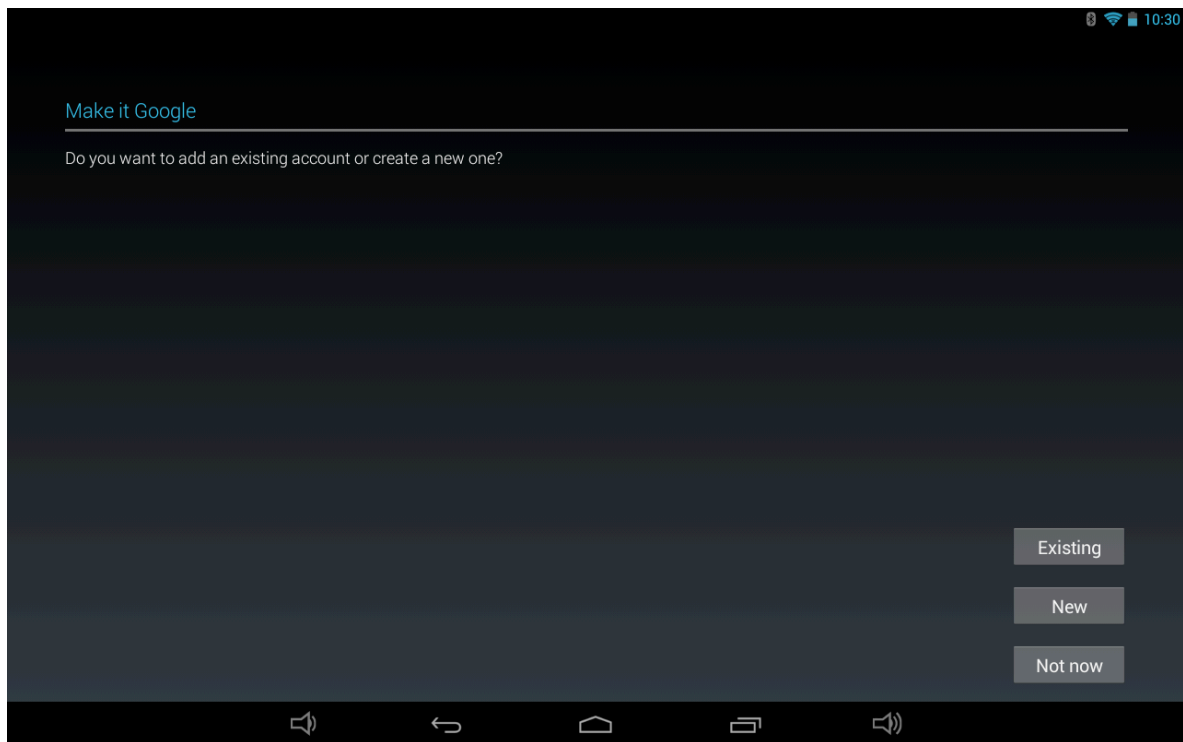 10:30
Make it Google
Do you want to add an existing account or create a new one?
Existing
New
Not now